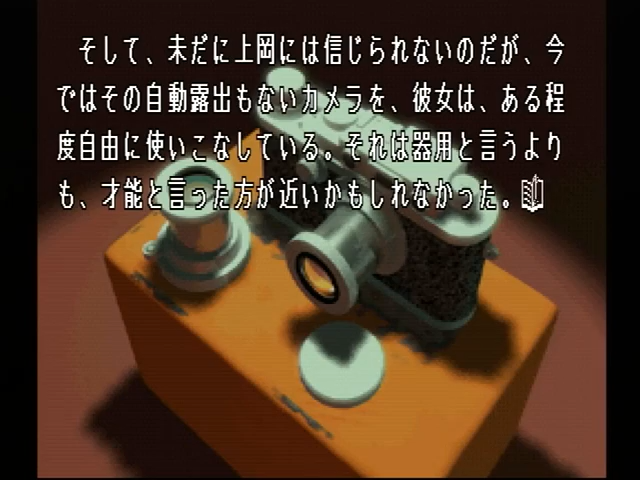 そして、未だに上岡には信じられないのだが、今
ではその自動露出もないカメラを、彼女は、ある程
度自由に使いこなしている。それは器用と言うより
も、才能と言った方が近いかもしれなかった。